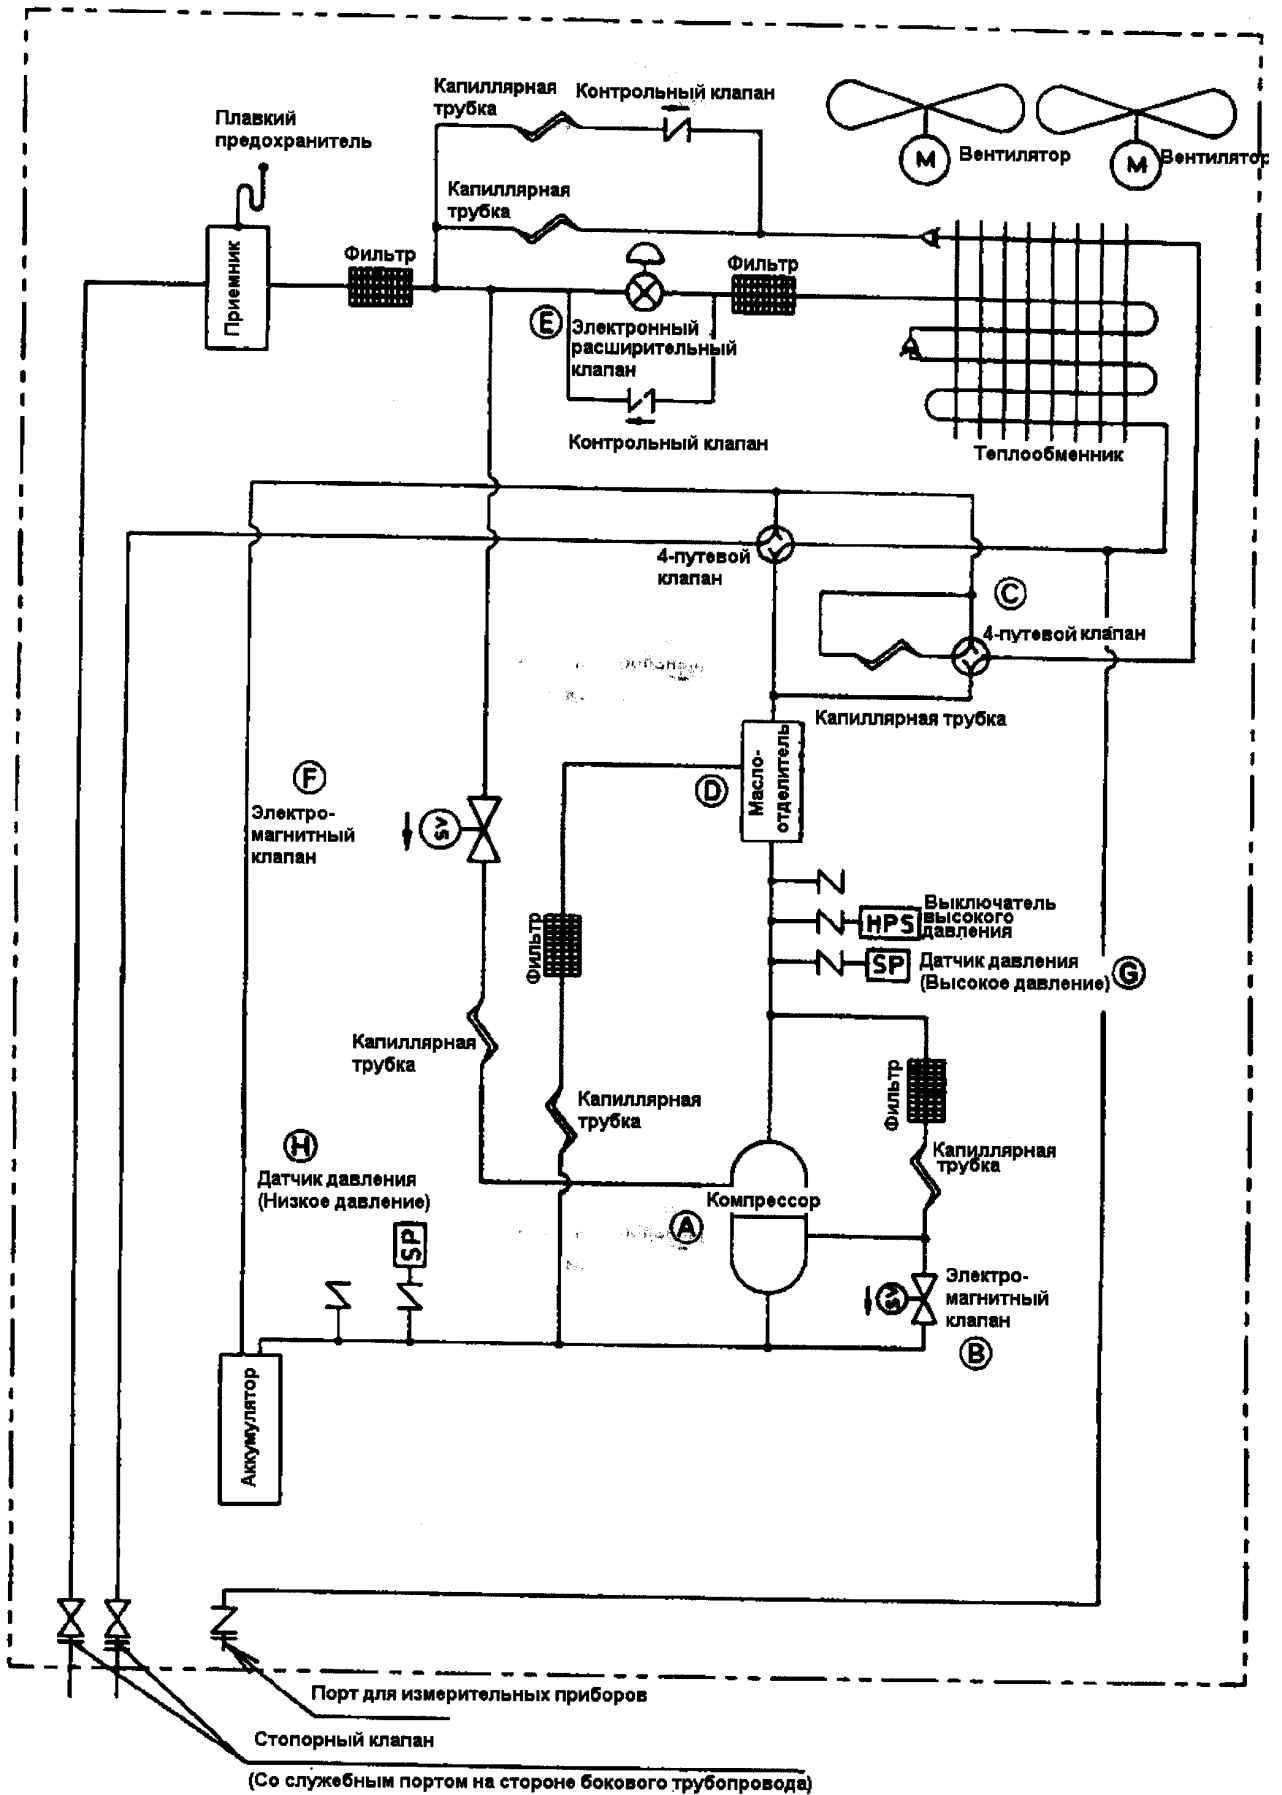 Капиллярная
трубка
Контрольный клапан
Плавкий
предохранитель
M
Вентилятор
M
Вентилятор
Капиллярная
трубка
Приемник
Фильтр
Фильтр
E
Электронный
расширительный
клапан
Контрольный клапан
Теплообменник
4-путевой
клапан
C
4-путевой клапан
Капиллярная трубка
Масло-
отделитель
D
F
Электро-
магнитный
клапан
SV
Фильтр
HPS
Выключатель
высокого
давления
SP
Датчик давления
(Высокое давление)
G
Капиллярная
трубка
Фильтр
Капиллярная
трубка
Капиллярная
трубка
H
Датчик давления
(Низкое давление)
SP
Компрессор
A
SV
Электро-
магнитный
клапан
B
Аккумулятор
Порт для измерительных приборов
Стопорный клапан
(Со служебным портом на стороне бокового трубопровода)